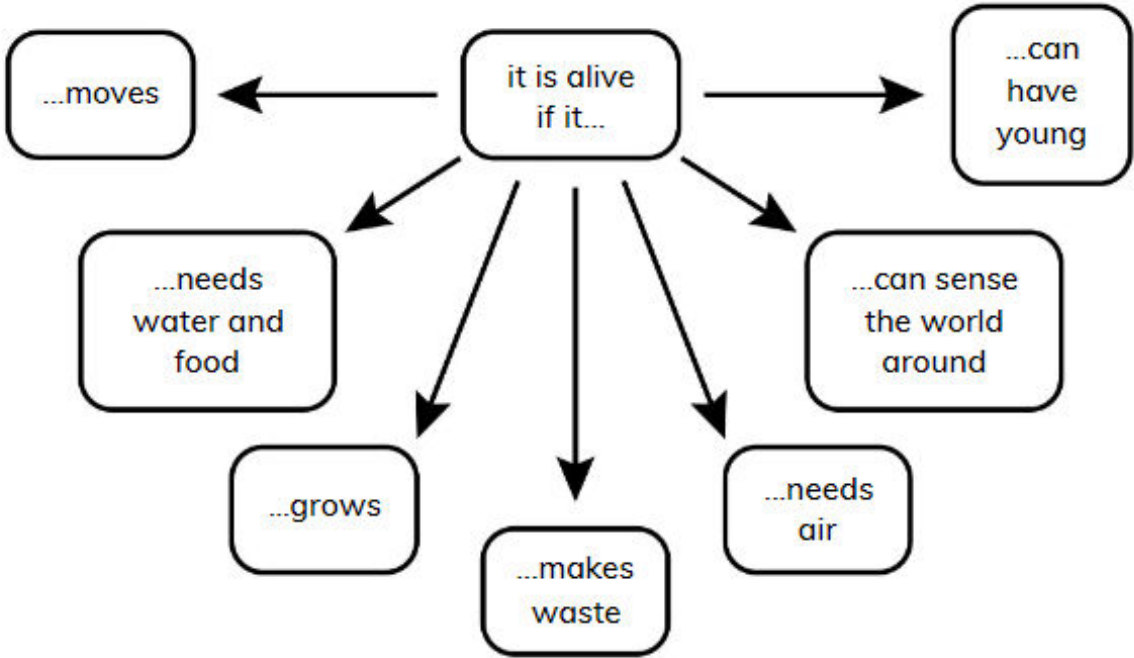 it is alive
if it...
...moves
...can
have
young
...needs
water and
food
...can sense
the world
around
...grows
...needs
air
...makes
waste